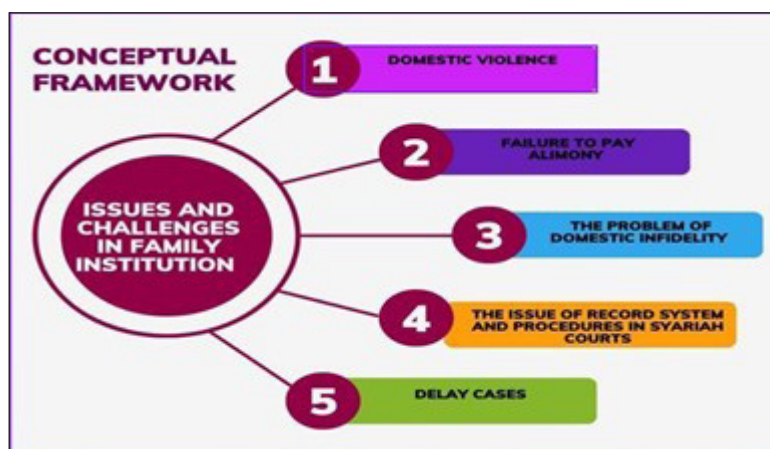 CONCEPTUAL
FRAMEWORK
ISSUES AND
CHALLENGES
IN FAMILY
INSTITUTION
1
DOMESTIC VIOLENCE
2
FAILURE TO PAY
ALIMONY
3
THE PROBLEM OF
DOMESTIC INFIDELITY
4
THE ISSUE OF RECORD SYSTEM
AND PROCEDURES IN SYARIAH
COURTS
5
DELAY CASES